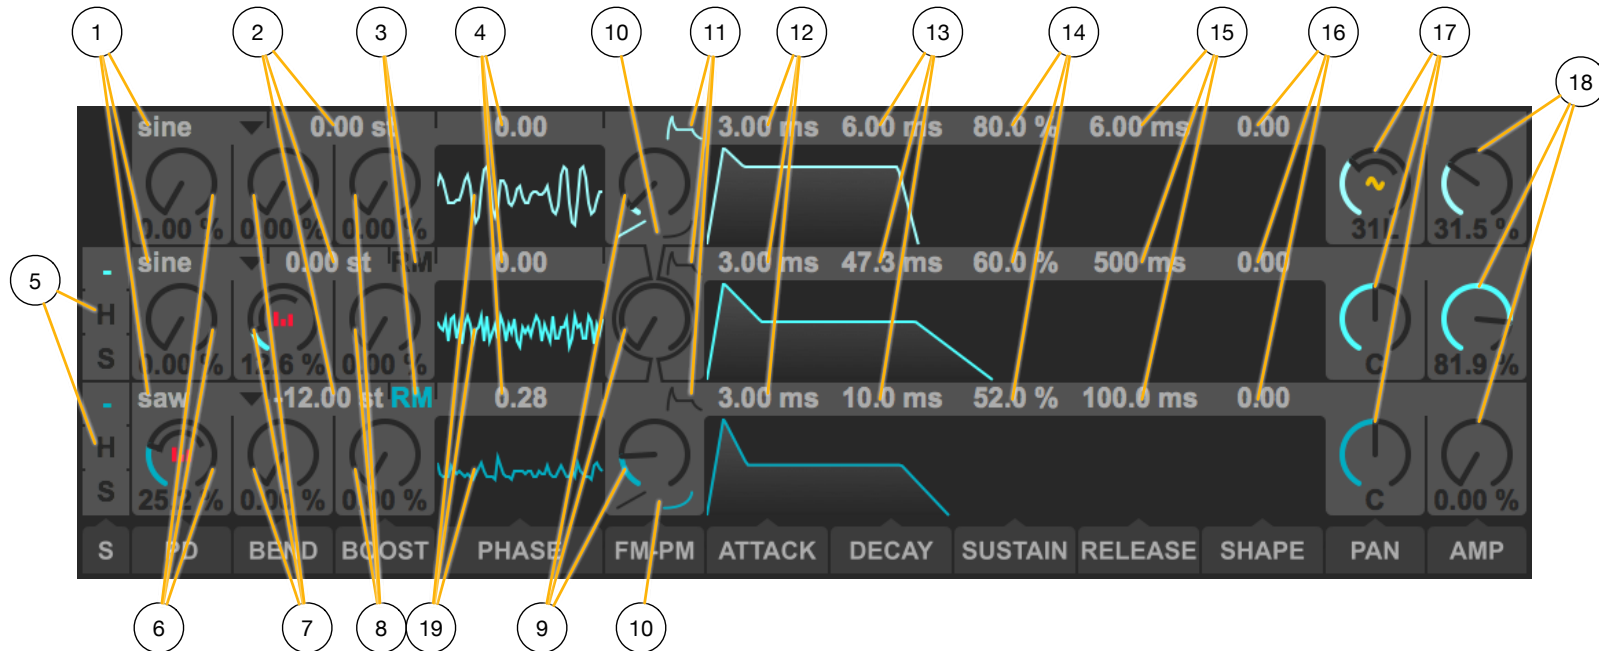 1 2 3 4 10 11 12 13 14 15 16 17 18
sine 0.00 st 0.00 3.00 ms 6.00 ms 80.0 % 6.00 ms 0.00
0.00 % 0.00 % 0.00 % 31.5 %
- sine 0.00 st RM 0.00 3.00 ms 47.3 ms 60.0 % 500 ms 0.00
5
H
S 0.00 % 12.6 % 0.00 % C 81.9 %
- saw -12.00 st RM 0.28 3.00 ms 10.0 ms 52.0 % 100.0 ms 0.00
H
S 25.2 % 0.00 % 0.00 % C 0.00 %
S PD BEND BOOST PHASE FM-PM ATTACK DECAY SUSTAIN RELEASE SHAPE PAN AMP
6 7 8 19 9 10